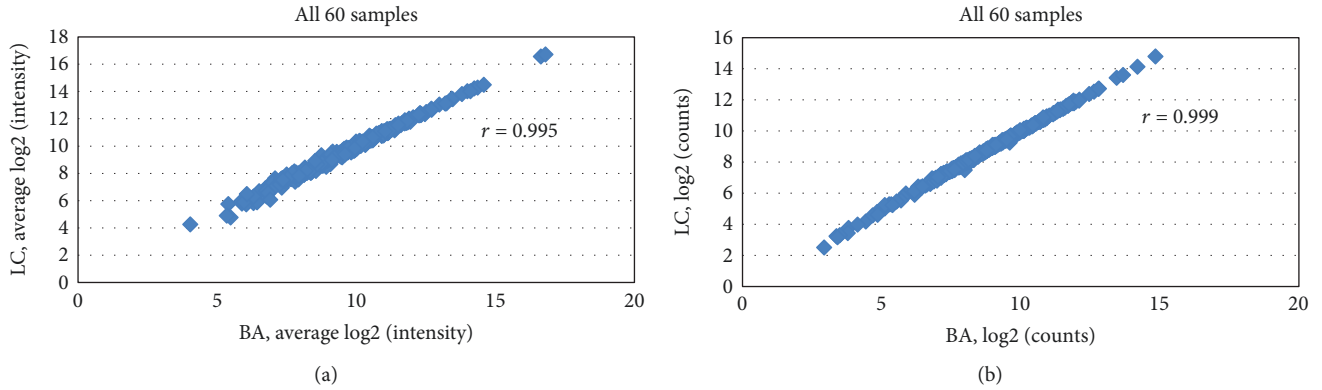 All 60 samples
18
16
14
12
10
8
6
4
2
0
LC, average log2 (intensity)
r = 0.995
0 5 10 15 20
BA, average log2 (intensity)
(a)
All 60 samples
16
14
12
10
8
6
4
2
0
LC, log2 (counts)
r = 0.999
0 5 10 15 20
BA, log2 (counts)
(b)